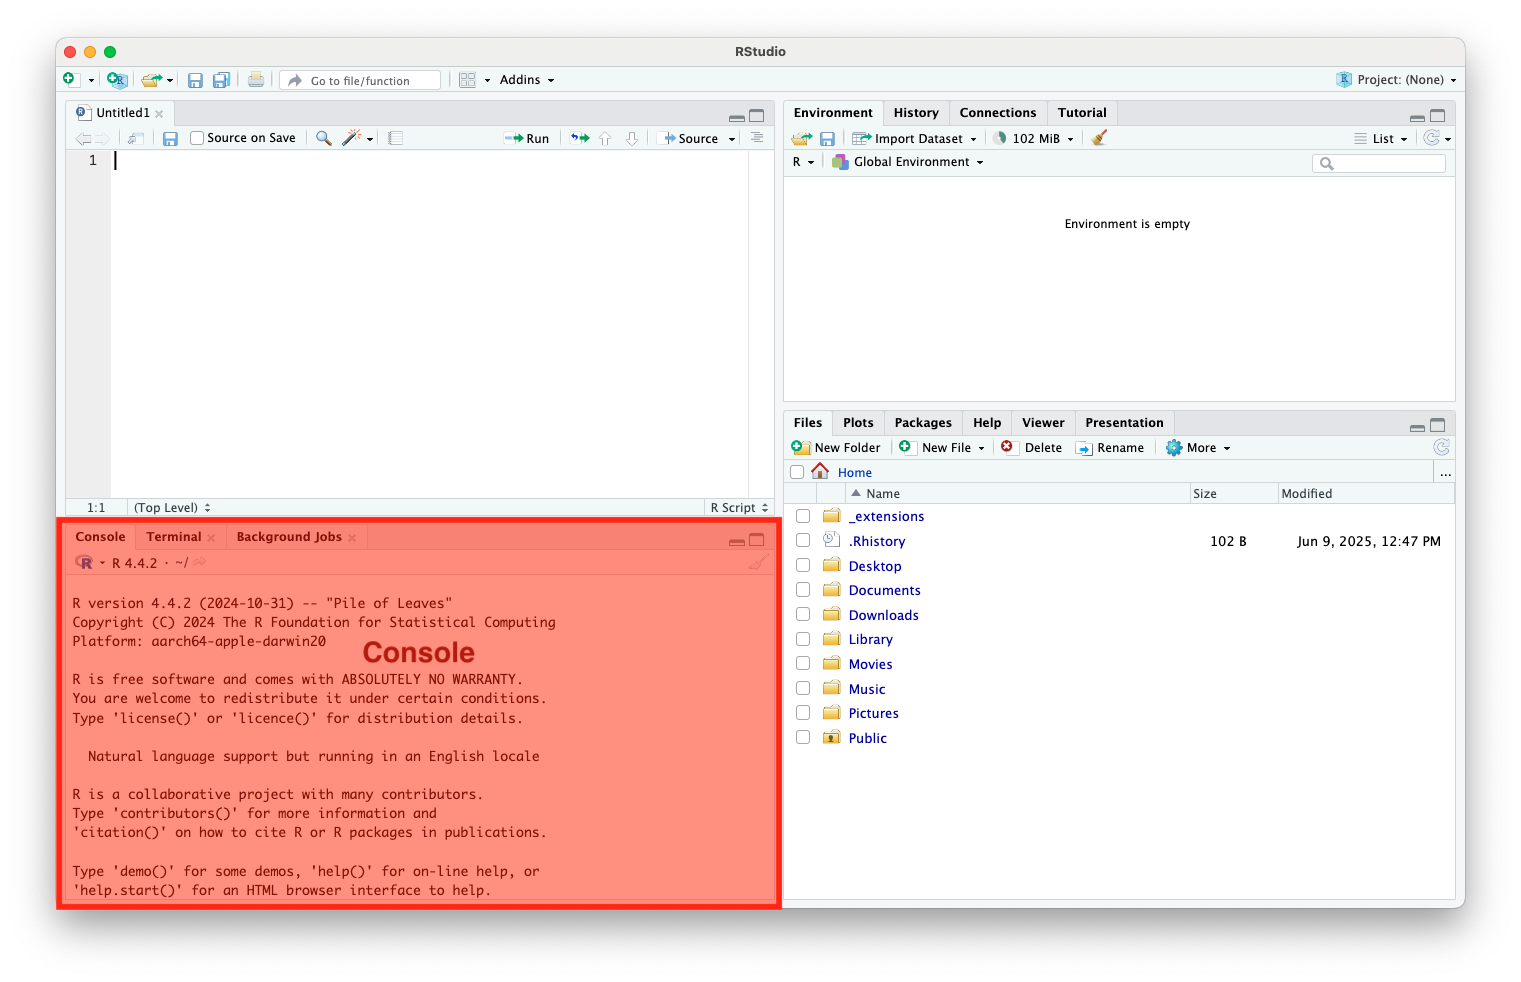 RStudio
Go to file/function
Addins
Project: (None)
Untitled1
Source on Save
Run
Source
1
1:1
(Top Level)
R Script
Console
Terminal
Background Jobs
R 4.4.2 · ~/
R version 4.4.2 (2024-10-31) -- "Pile of Leaves"
Copyright (C) 2024 The R Foundation for Statistical Computing
Platform: aarch64-apple-darwin20
Console
R is free software and comes with ABSOLUTELY NO WARRANTY.
You are welcome to redistribute it under certain conditions.
Type 'license()' or 'licence()' for distribution details.
Natural language support but running in an English locale
R is a collaborative project with many contributors.
Type 'contributors()' for more information and
'citation()' on how to cite R or R packages in publications.
Type 'demo()' for some demos, 'help()' for on-line help, or
'help.start()' for an HTML browser interface to help.
Environment
History
Connections
Tutorial
Import Dataset
102 MiB
List
R
Global Environment
Environment is empty
Files
Plots
Packages
Help
Viewer
Presentation
New Folder
New File
Delete
Rename
More
Home
...
Name Size Modified
_extensions
.Rhistory 102 B Jun 9, 2025, 12:47 PM
Desktop
Documents
Downloads
Library
Movies
Music
Pictures
Public